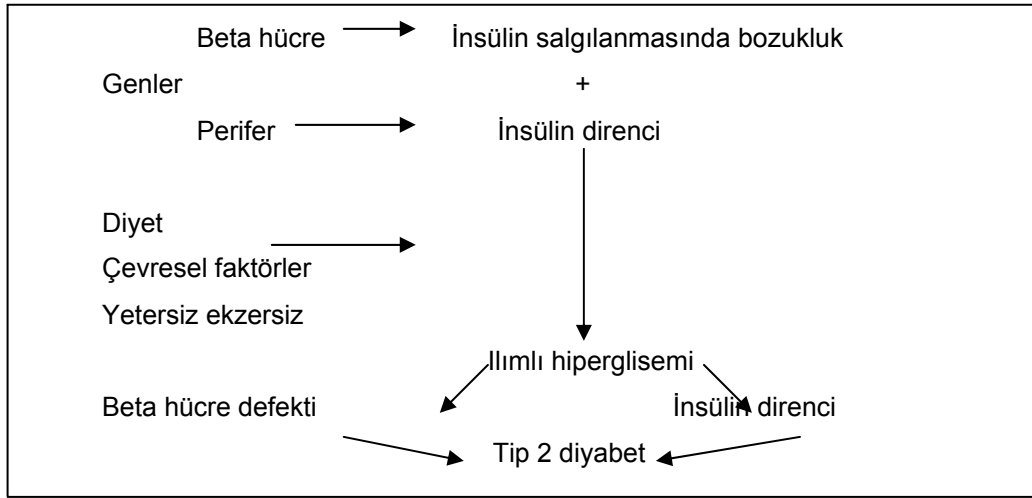 Beta hücre İnsülin salgılanmasında bozukluk
Genler +
Perifer İnsülin direnci
Diyet
Çevresel faktörler
Yetersiz ekzersiz
Ilımlı hiperglisemi
Beta hücre defekti İnsülin direnci
Tip 2 diyabet